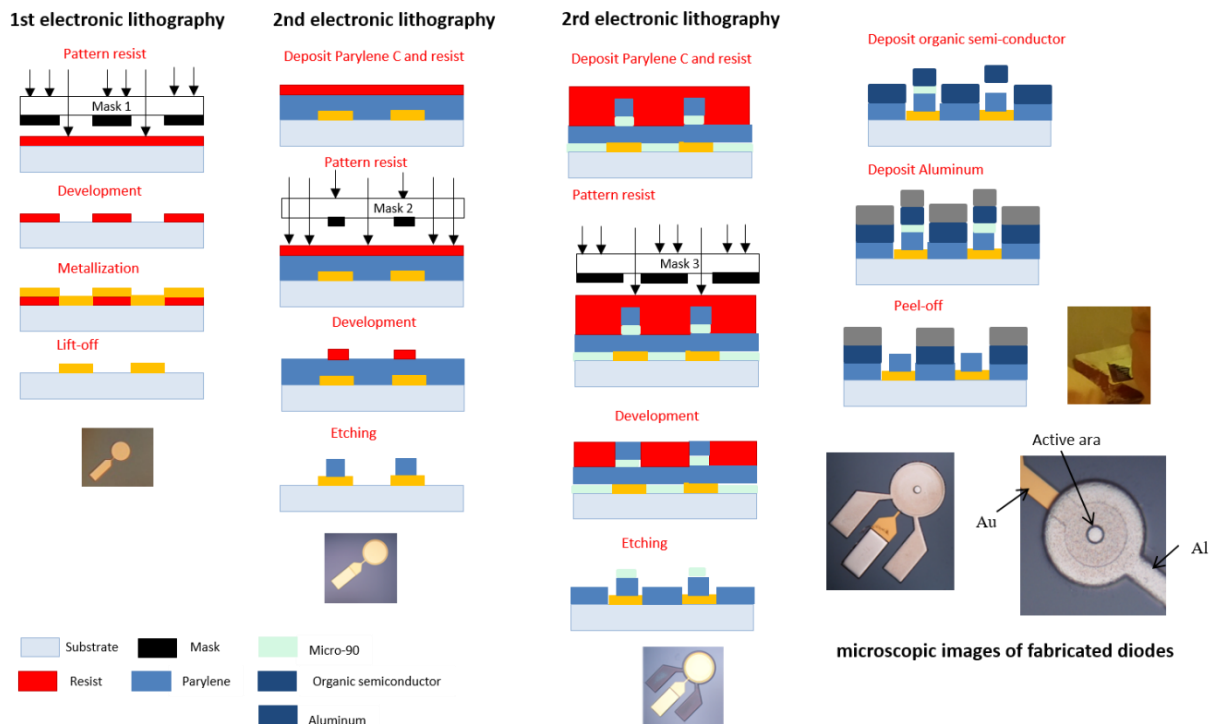 1st electronic lithography
Pattern resist
Mask 1
Development
Metallization
Lift-off
2nd electronic lithography
Deposit Parylene C and resist
Pattern resist
Mask 2
Development
Etching
2rd electronic lithography
Deposit Parylene C and resist
Pattern resist
Mask 3
Development
Etching
Deposit organic semi-conductor
Deposit Aluminum
Peel-off
Active ara
Au
Al
microscopic images of fabricated diodes
Substrate
Mask
Micro-90
Resist
Parylene
Organic semiconductor
Aluminum